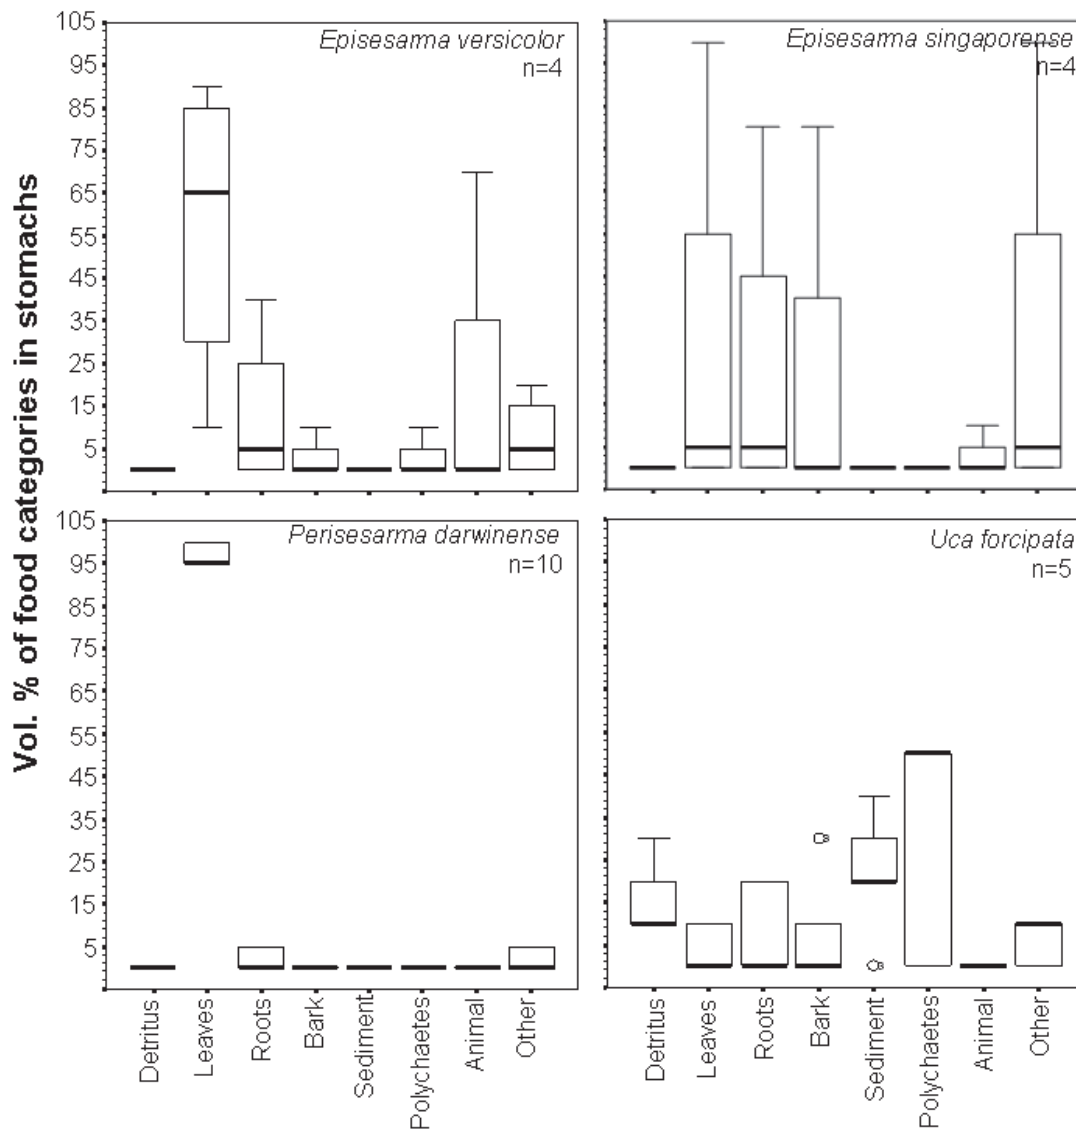 Vol. % of food categories in stomachs
105
95
85
75
65
55
45
35
25
15
5
Episesarma versicolor
n=4
Episesarma singaporense
n=4
105
95
85
75
65
55
45
35
25
15
5
Perisesarma darwinense
n=10
Uca forcipata
n=5
Detritus
Leaves
Roots
Bark
Sediment
Polychaetes
Animal
Other
Detritus
Leaves
Roots
Bark
Sediment
Polychaetes
Animal
Other